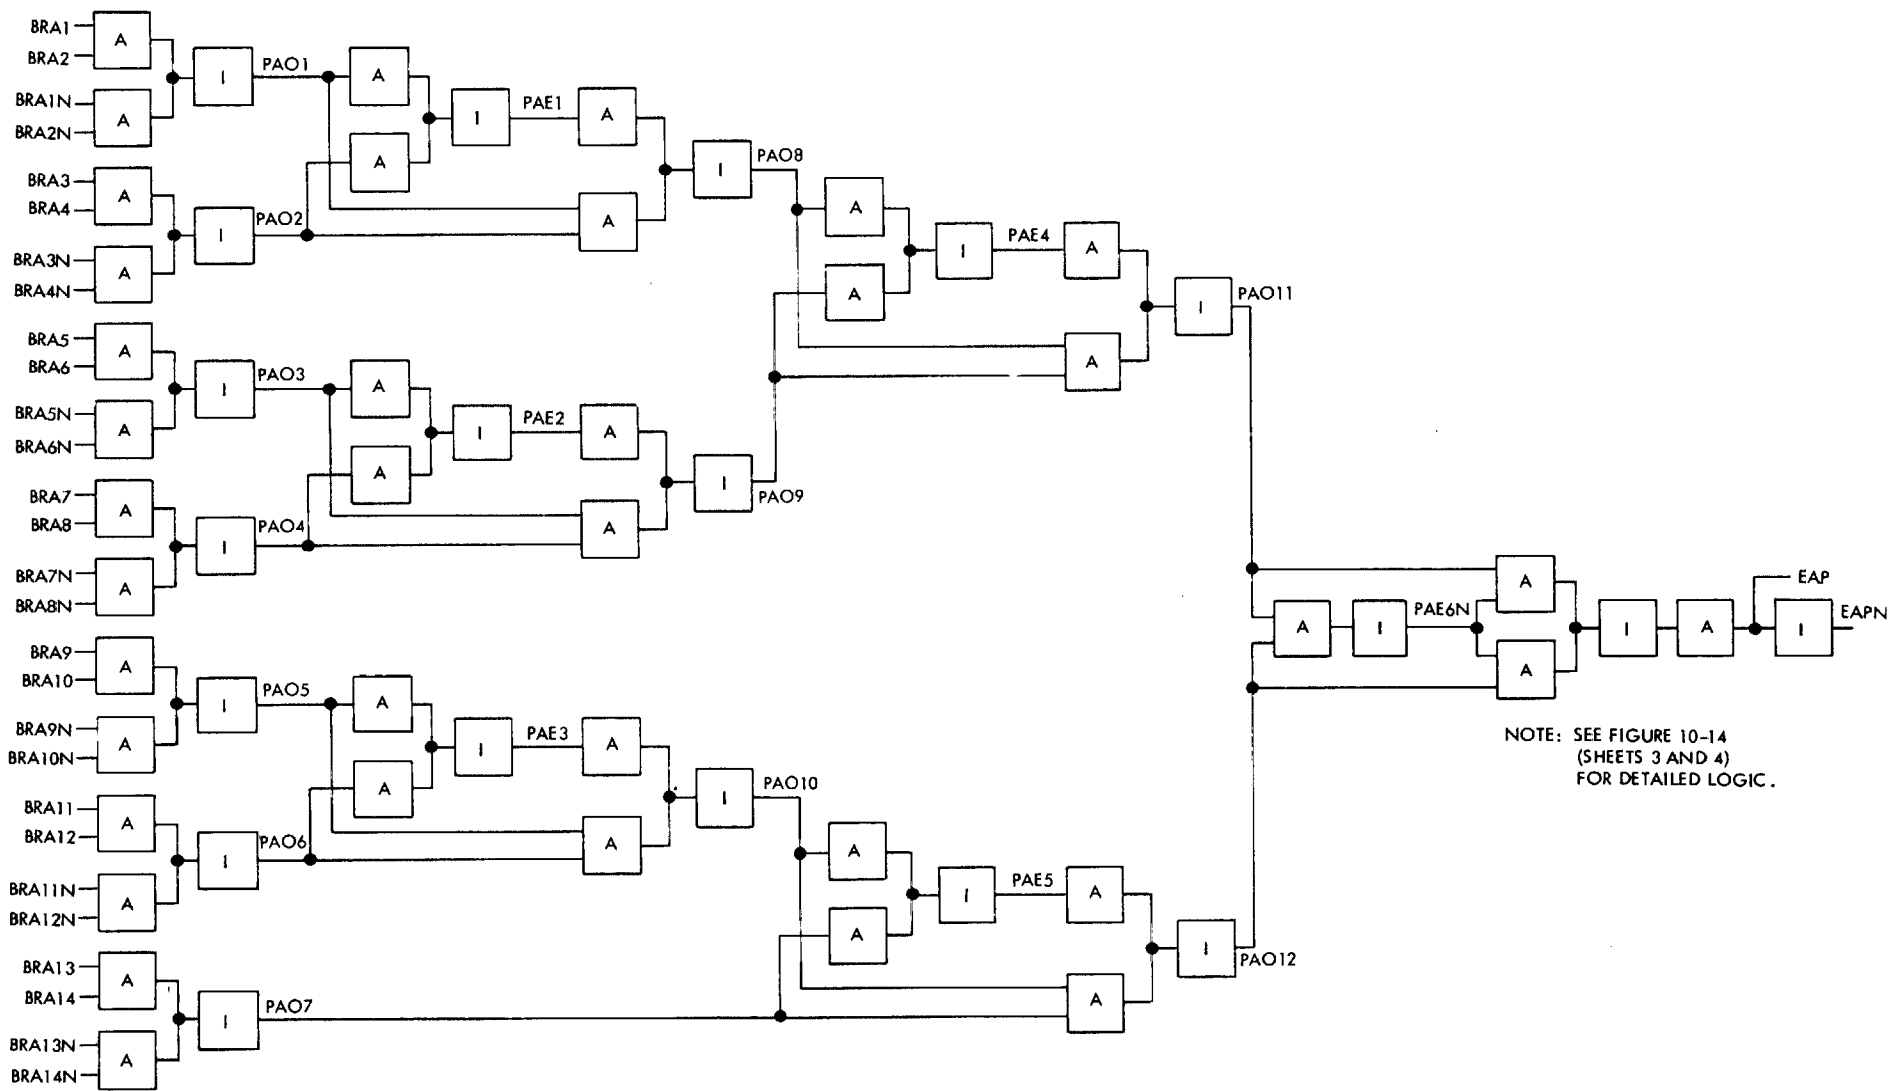 BRA1
BRA2
BRA1N
BRA2N
BRA3
BRA4
BRA3N
BRA4N
BRA5
BRA6
BRA5N
BRA6N
BRA7
BRA8
BRA7N
BRA8N
BRA9
BRA10
BRA9N
BRA10N
BRA11
BRA12
BRA11N
BRA12N
BRA13
BRA14
BRA13N
BRA14N
A
A
A
A
A
A
A
A
A
A
A
A
A
A
I
I
I
I
I
I
I
PAO1
PAO2
PAO3
PAO4
PAO5
PAO6
PAO7
A
A
A
A
A
A
I
I
I
PAE1
PAE2
PAE3
A
A
A
A
A
A
I
I
I
PAO8
PAO9
PAO10
A
A
A
A
I
I
PAE4
PAE5
A
A
A
A
I
I
PAO11
PAO12
A
I
PAE6N
A
A
I
A
EAP
I
EAPN
NOTE: SEE FIGURE 10-14
(SHEETS 3 AND 4)
FOR DETAILED LOGIC.